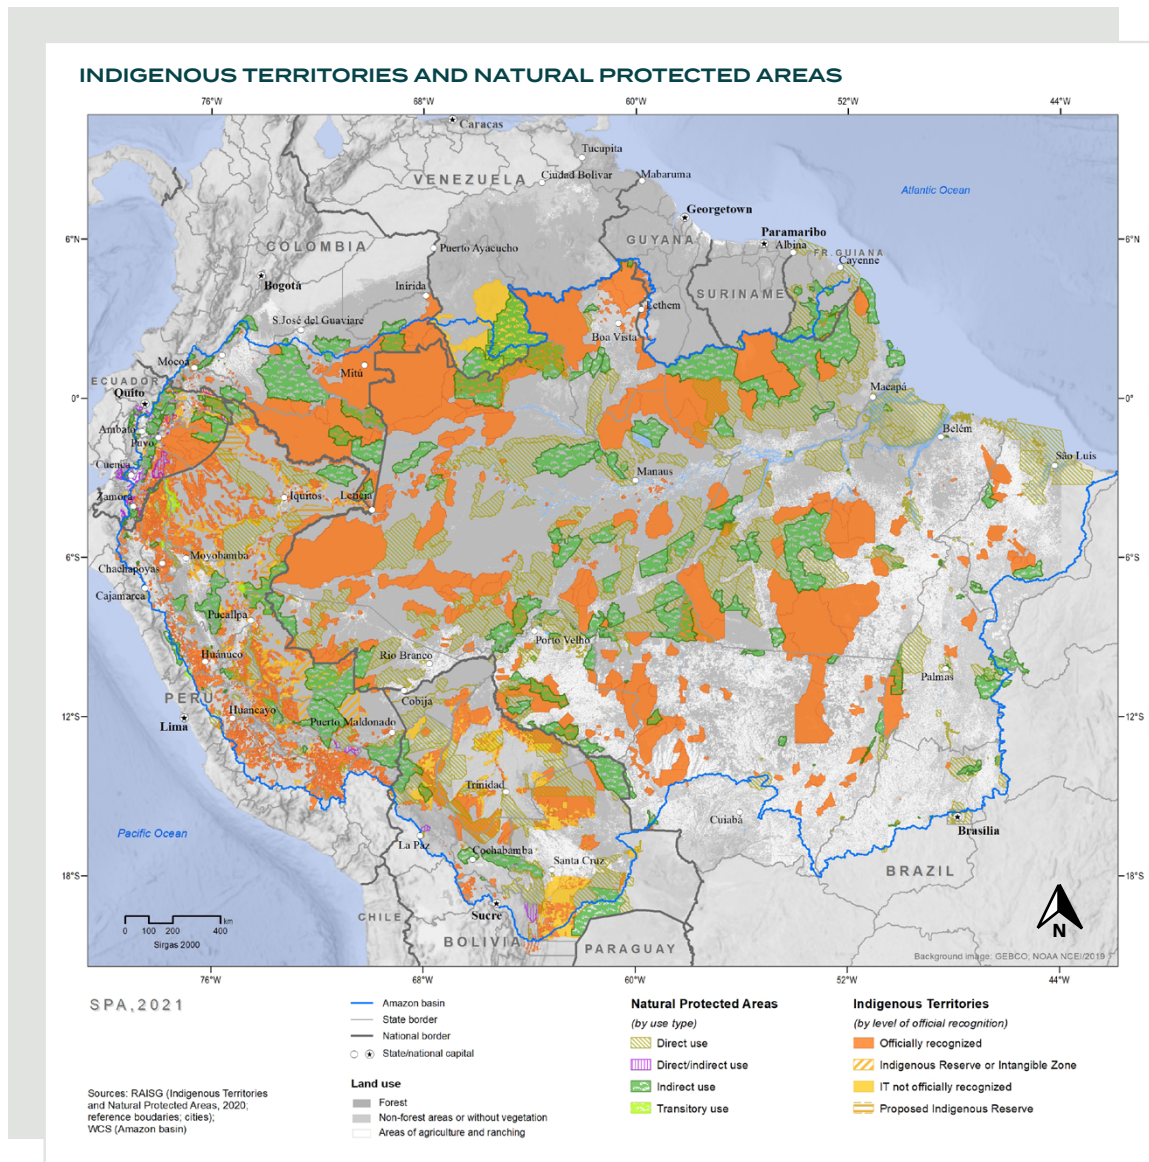 INDIGENOUS TERRITORIES AND NATURAL PROTECTED AREAS
76°W
68°W
60°W
52°W
44°W
Caracas
Tucupita
VENEZUELA
Ciudad Bolívar
Mabaruma
Atlantic Ocean
Georgetown
Paramaribo
6°N
COLOMBIA
Puerto Ayacucho
GUYANA
Albina
FR. GUIANA
Cayenne
6°N
Bogotá
Inírida
SURINAME
Lethem
S.José del Guaviare
Boa Vista
Mocoa
Mitú
ECUADOR
Quito
Macapá
0°
0°
Ambato
Puyo
Belém
Cuenca
Manaus
São Luís
Zamora
Iquitos
Leticia
6°S
Moyobamba
6°S
Chachapoyas
Cajamarca
Pucallpa
Porto Velho
Huánuco
Rio Branco
Palmas
PERÚ
Cobija
12°S
Lima
Huancayo
Puerto Maldonado
12°S
Trinidad
Pacific Ocean
Cuiabá
Brasilia
La Paz
Cochabamba
Santa Cruz
BRAZIL
18°S
18°S
CHILE
Sucre
0 100 200 400 km
Sirgas 2000
BOLIVIA
PARAGUAY
N
Background image: GEBCO; NOAA NCEI/2019
76°W
68°W
60°W
52°W
44°W
SPA,2021
Sources: RAISG (Indigenous Territories
and Natural Protected Areas, 2020;
reference boudaries; cities);
WCS (Amazon basin)
Amazon basin
State border
National border
State/national capital
Land use
Forest
Non-forest areas or without vegetation
Areas of agriculture and ranching
Natural Protected Areas
(by use type)
Direct use
Direct/indirect use
Indirect use
Transitory use
Indigenous Territories
(by level of official recognition)
Officially recognized
Indigenous Reserve or Intangible Zone
IT not officially recognized
Proposed Indigenous Reserve